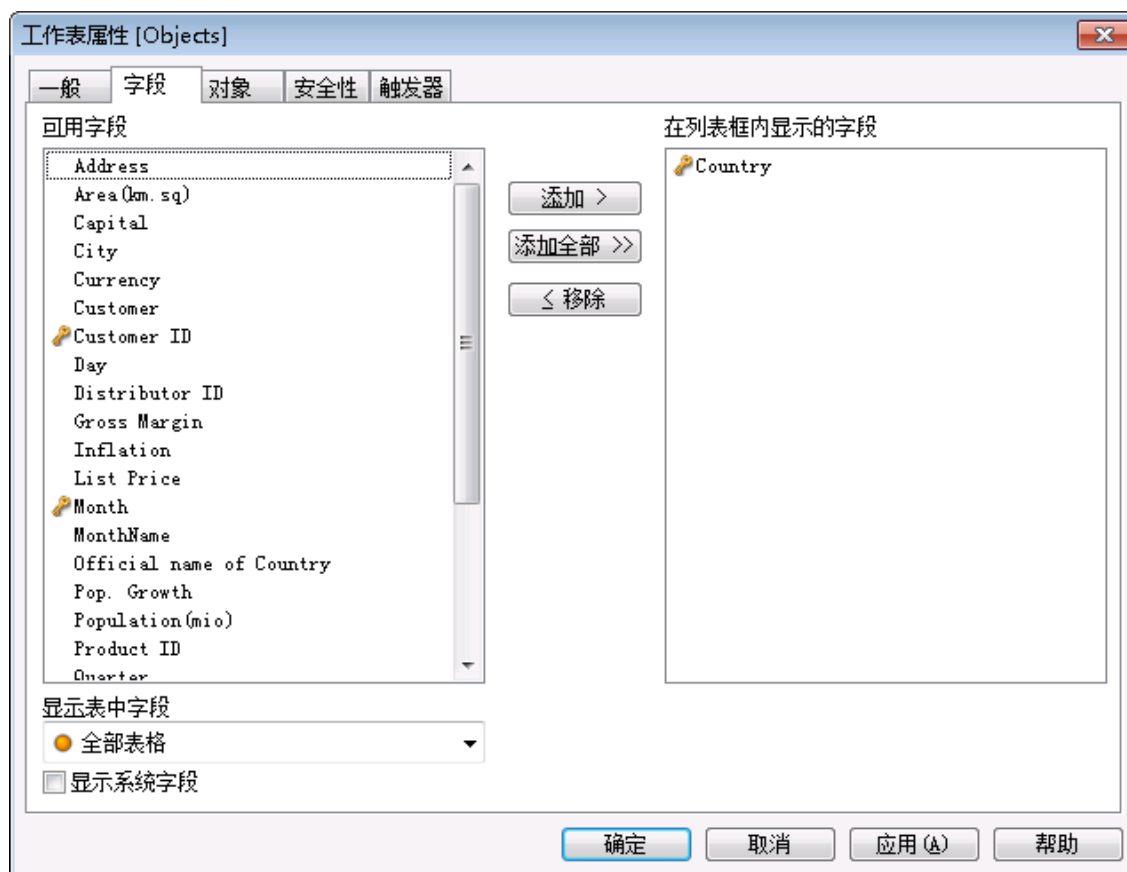 工作表属性 [Objects]
一般 字段 对象 安全性 触发器
可用字段
在列表框内显示的字段
Address
Area(km.sq)
Capital
City
Currency
Customer
Customer ID
Day
Distributor ID
Gross Margin
Inflation
List Price
Month
MonthName
Official name of Country
Pop. Growth
Population(mio)
Product ID
Quarter
添加 >
添加全部 >>
≤ 移除
Country
显示表中字段
全部表格
显示系统字段
确定 取消 应用(A) 帮助